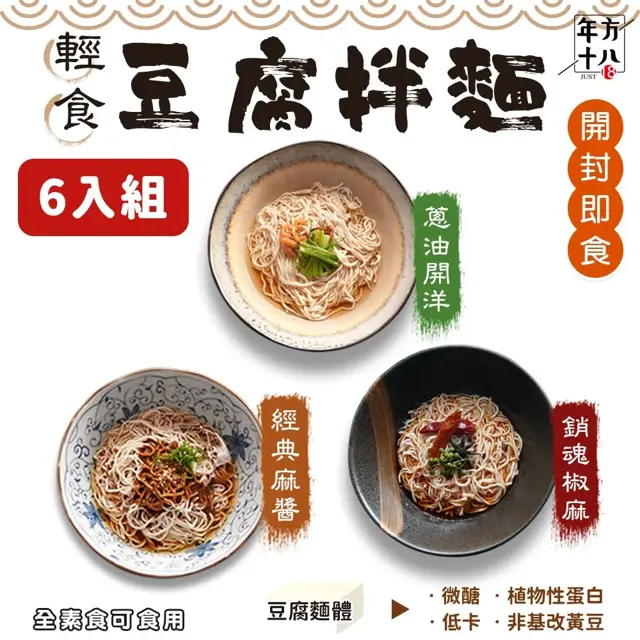 輕食豆腐拌麵
年方十八
JUST 18
開封即食
6入組
蔥油開洋
經典麻醬
銷魂椒麻
全素食可食用
豆腐麵體
·微醣 ·植物性蛋白
·低卡 ·非基改黃豆